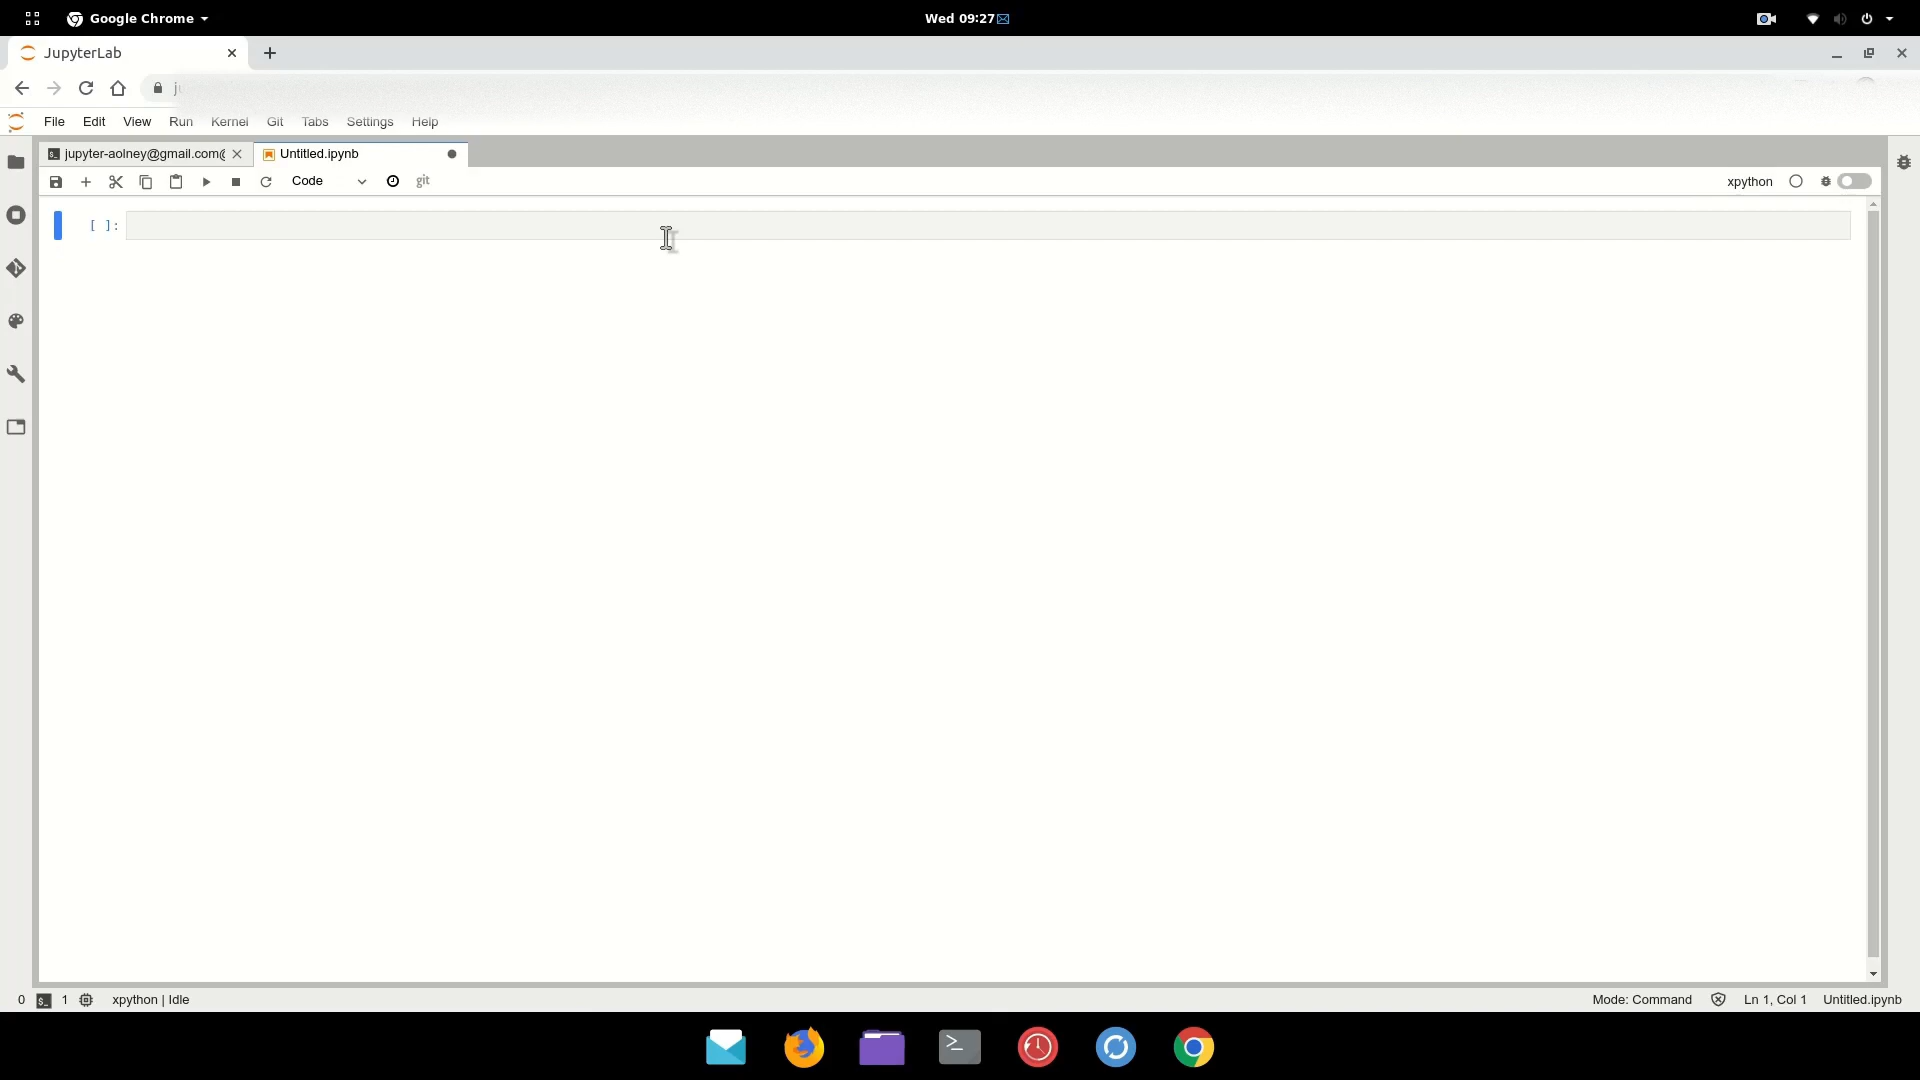 Google Chrome
Wed 09:27
JupyterLab
File Edit View Run Kernel Git Tabs Settings Help
jupyter-aolney@gmail.com@
Untitled.ipynb
Code
git
xpython
[ ]:
0
1
xpython | Idle
Mode: Command
Ln 1, Col 1
Untitled.ipynb